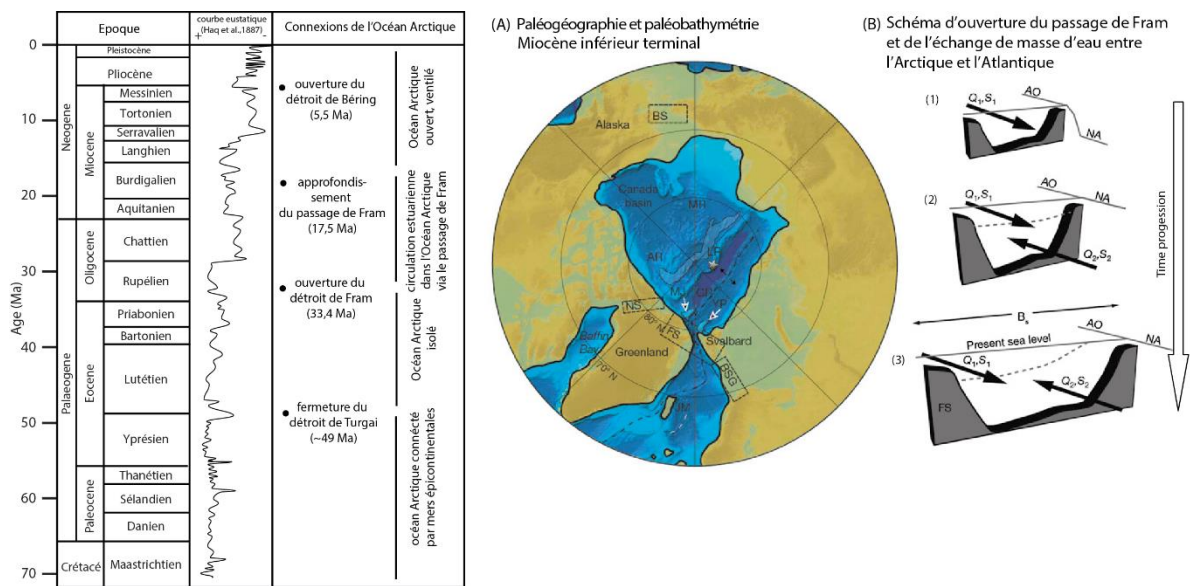 Epoque
courbe eustatique
(Haq et al.,1887)
+ -
Connexions de l'Océan Arctique
Age (Ma)
0
10
20
30
40
50
60
70
Neogene
Palaeogene
Crétacé
Miocene
Oligocene
Eocene
Paleocene
Pleistocène
Pliocène
Messinien
Tortonien
Serravalien
Langhien
Burdigalien
Aquitanien
Chattien
Rupélien
Priabonien
Bartonien
Lutétien
Yprésien
Thanétien
Sélandien
Danien
Maastrichtien
• ouverture du
détroit de Béring
(5,5 Ma)
• approfondis-
sement
du passage de Fram
(17,5 Ma)
• ouverture du
détroit de Fram
(33,4 Ma)
• fermeture du
détroit de Turgai
(~49 Ma)
Océan Arctique
ouvert, ventilé
circulation estuarienne
dans l'Océan Arctique
via le passage de Fram
Océan Arctique
isolé
océan Arctique connécté
par mers épicontinentales
(A) Paléogéographie et paléobathymétrie
Miocène inférieur terminal
Alaska
BS
Canada
basin
MR
LR
AR
MJ
GR
YP
NS
80° N
FS
Svalbard
Baffin
Bay
Greenland
70° N
BSG
JM
(B) Schéma d'ouverture du passage de Fram
et de l'échange de masse d'eau entre
l'Arctique et l'Atlantique
(1)
Q₁,S₁
AO
NA
(2)
Q₁,S₁
AO
NA
Q₂,S₂
Bₛ
(3)
Present sea level
AO
NA
Q₁,S₁
Q₂,S₂
FS
Time progession